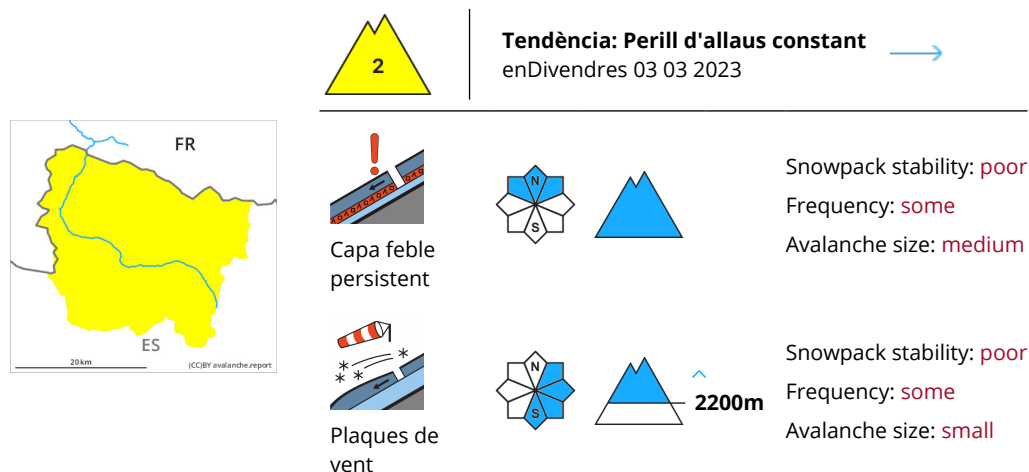 2
Tendència: Perill d'allaus constant
enDivendres 03 03 2023
FR
ES
20 km
(CC)BY avalanche.report
Capa feble
persistent
N
S
Snowpack stability: poor
Frequency: some
Avalanche size: medium
Plaques de
vent
N
S
2200m
Snowpack stability: poor
Frequency: some
Avalanche size: small